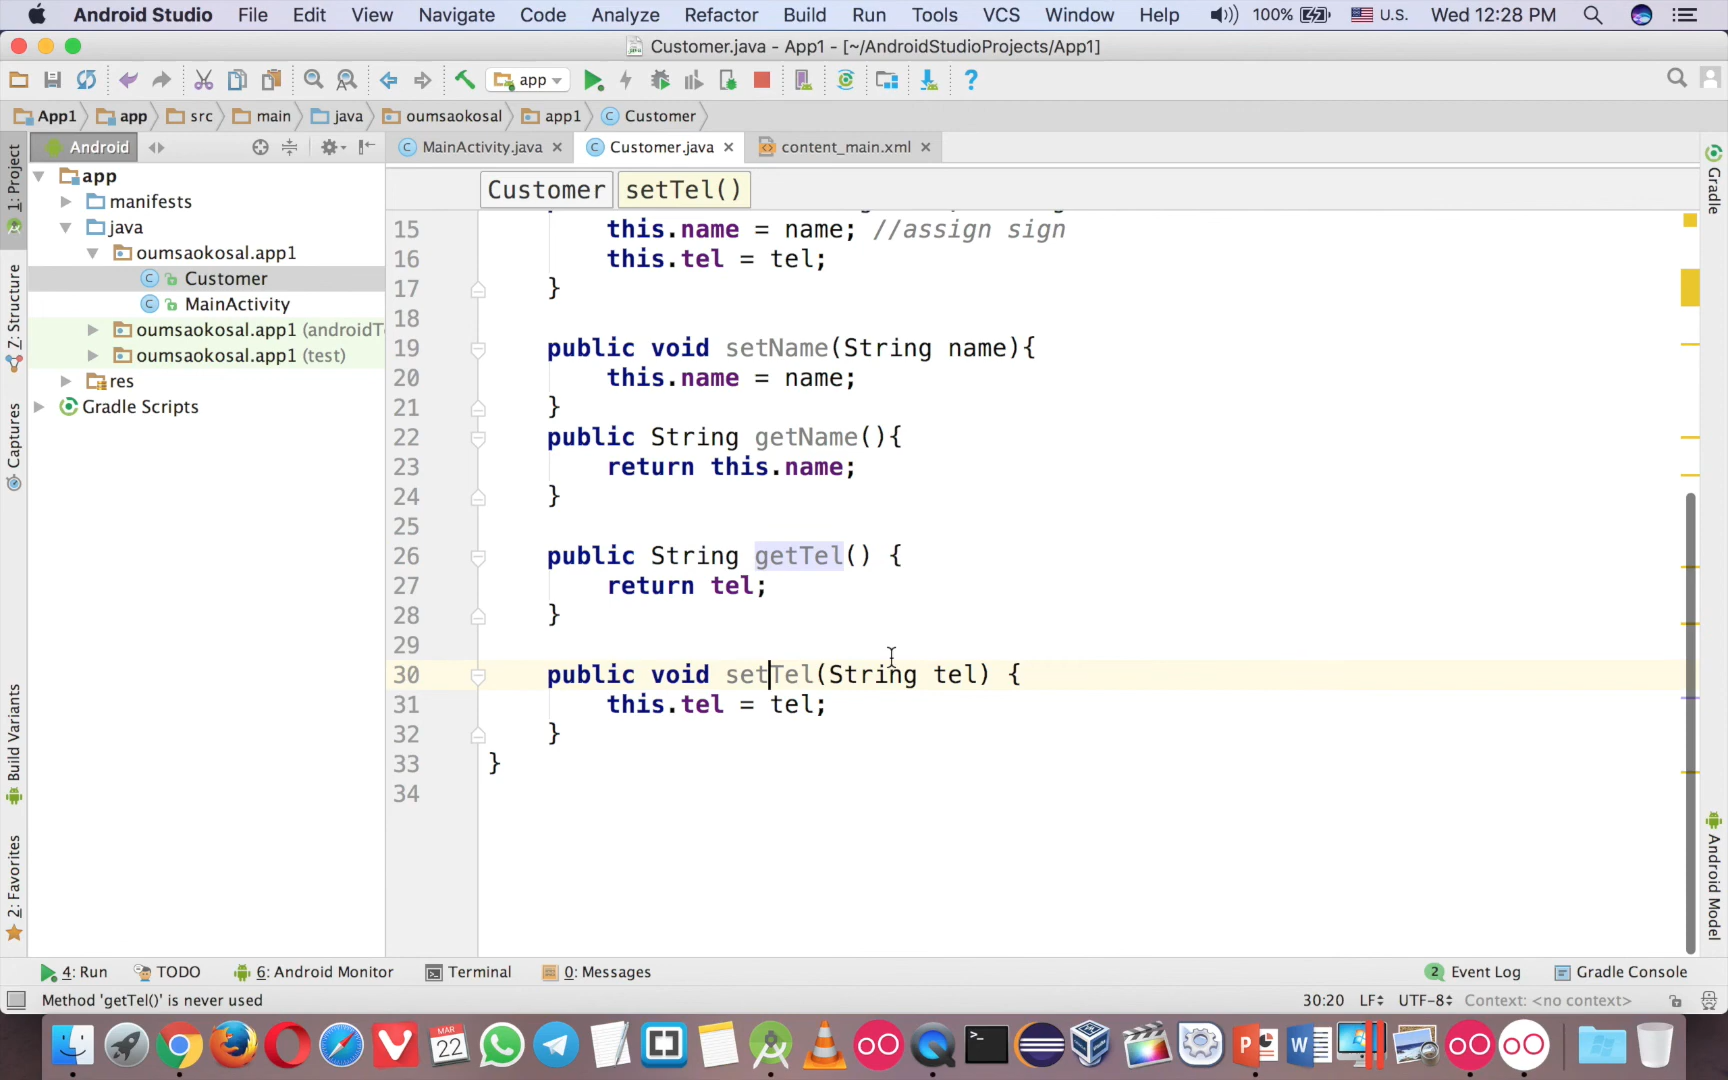 Android Studio File Edit View Navigate Code Analyze Refactor Build Run Tools VCS Window Help 100% U.S. Wed 12:28 PM
Customer.java - App1 - [~/AndroidStudioProjects/App1]
app
App1 app src main java oumsaokosal app1 Customer
1: Project
Z: Structure
Captures
Build Variants
2: Favorites
Android
app
manifests
java
oumsaokosal.app1
Customer
MainActivity
oumsaokosal.app1 (androidT
oumsaokosal.app1 (test)
res
Gradle Scripts
MainActivity.java Customer.java content_main.xml
Customer setTel()
15 this.name = name; //assign sign
16 this.tel = tel;
17 }
18
19 public void setName(String name){
20 this.name = name;
21 }
22 public String getName(){
23 return this.name;
24 }
25
26 public String getTel() {
27 return tel;
28 }
29
30 public void setTel(String tel) {
31 this.tel = tel;
32 }
33 }
34
Gradle
Android Model
4: Run TODO 6: Android Monitor Terminal 0: Messages 2 Event Log Gradle Console
Method 'getTel()' is never used 30:20 LF UTF-8 Context: <no context>
MAR
22
P
W